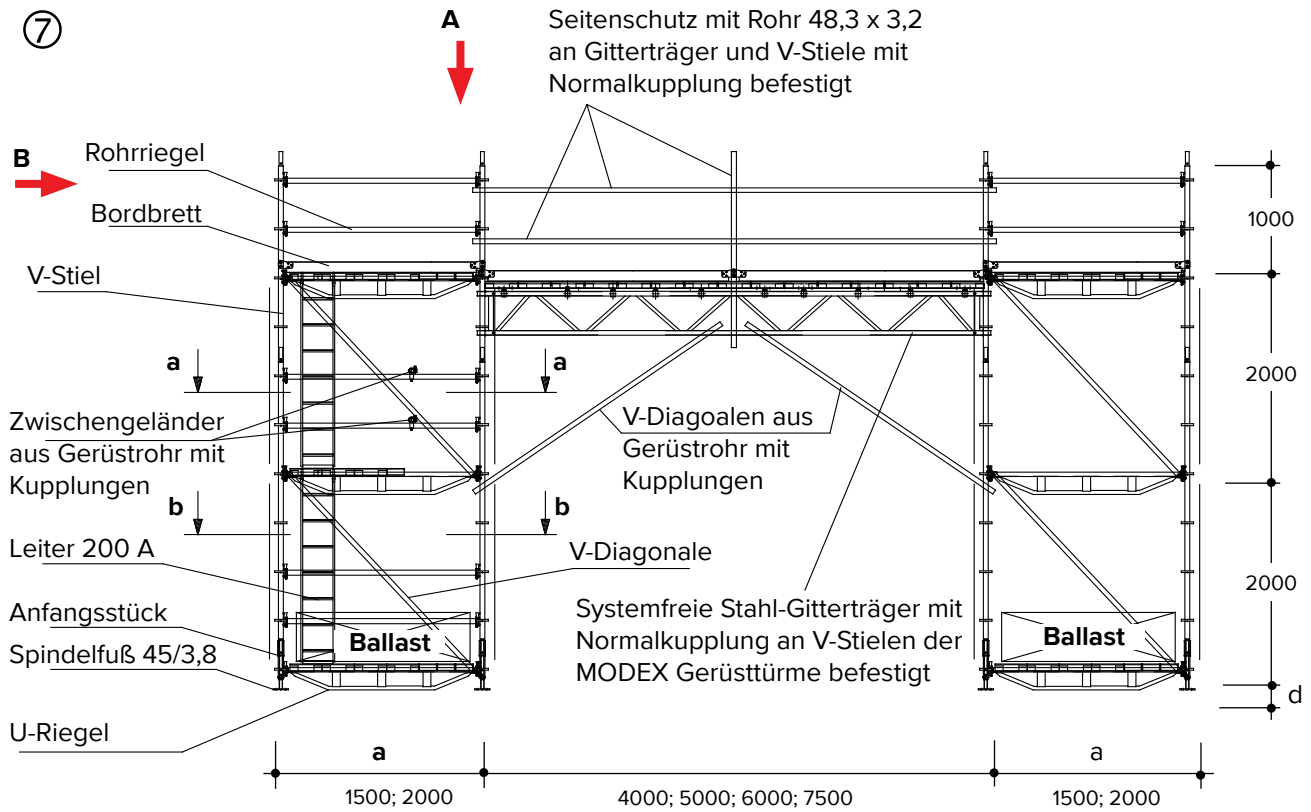 7
A
Seitenschutz mit Rohr 48,3 x 3,2
an Gitterträger und V-Stiele mit
Normalkupplung befestigt
B
Rohrriegel
Bordbrett
V-Stiel
1000
a
a
2000
Zwischengeländer
aus Gerüstrohr mit
Kupplungen
V-Diagoalen aus
Gerüstrohr mit
Kupplungen
b
b
Leiter 200 A
V-Diagonale
2000
Anfangsstück
Spindelfuß 45/3,8
Ballast
Systemfreie Stahl-Gitterträger mit
Normalkupplung an V-Stielen der
MODEX Gerüsttürme befestigt
Ballast
d
U-Riegel
a
a
1500; 2000
4000; 5000; 6000; 7500
1500; 2000